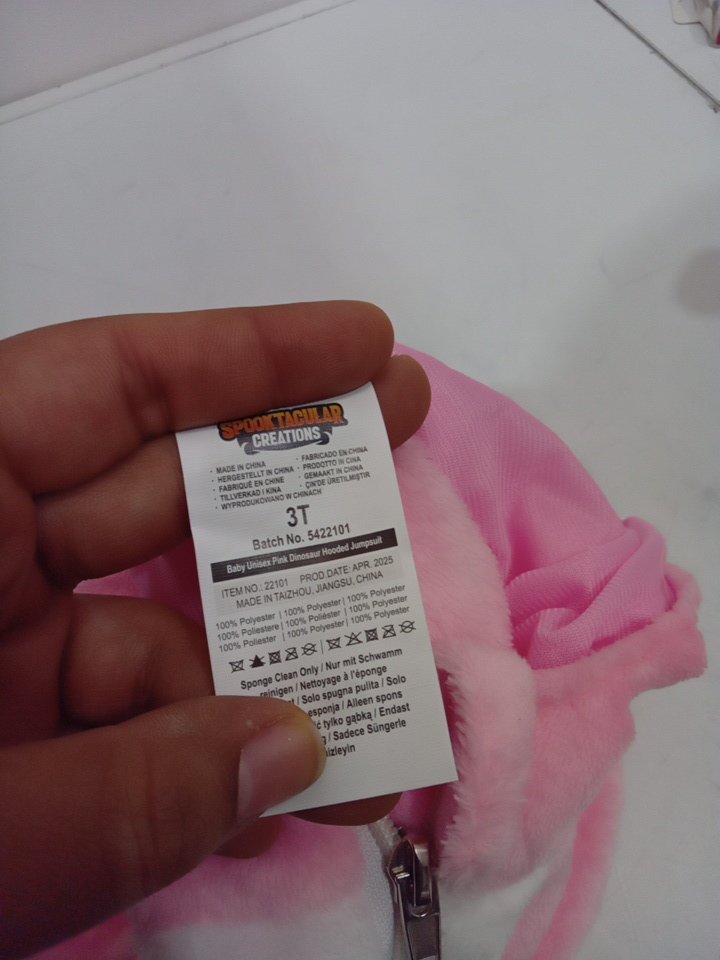 SPOOKTACULAR
CREATIONS
· MADE IN CHINA
· HERGESTELLT IN CHINA
· FABRIQUÉ EN CHINE
· TILLVERKAD I KINA
· WYPRODUKOWANO W CHINACH
· FABRICADO EN CHINA
· PRODOTTO IN CINA
· GEMAAKT IN CHINA
· ÇIN'DE ÜRETILMIŞTIR
3T
Batch No. 5422101
Baby Unisex Pink Dinosaur Hooded Jumpsuit
ITEM NO.: 22101 PROD.DATE: APR. 2025
MADE IN TAIZHOU, JIANGSU, CHINA
100% Polyester | 100% Polyester | 100% Polyester
100% Poliestere | 100% Poliéster | 100% Polyester
100% Poliester | 100% Polyester | 100% Polyester
Sponge Clean Only / Nur mit Schwamm
reinigen / Nettoyage à l'éponge
/ Solo spugna pulita / Solo
esponja / Alleen spons
tylko gąbką / Endast
/ Sadece Süngerle